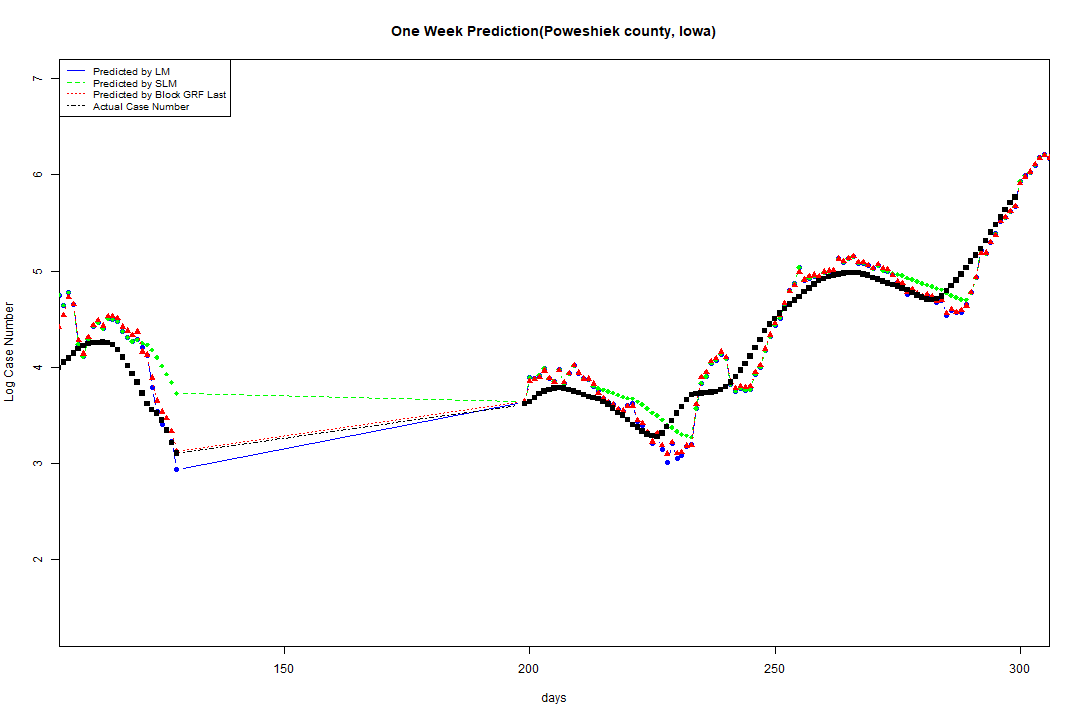 One Week Prediction(Poweshiek county, Iowa)
Predicted by LM
Predicted by SLM
Predicted by Block GRF Last
Actual Case Number
7
6
5
4
3
2
Log Case Number
150
200
250
300
days